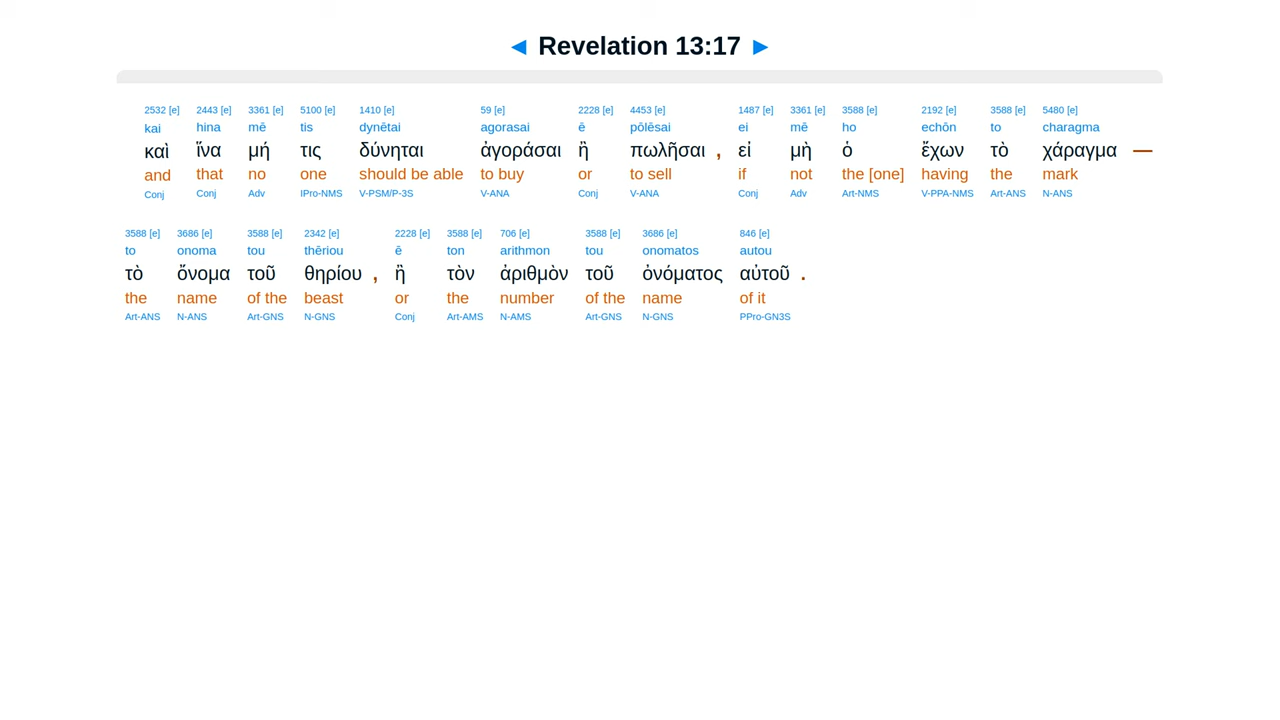 ◄ Revelation 13:17 ►
2532 [e] 2443 [e] 3361 [e] 5100 [e] 1410 [e] 59 [e] 2228 [e] 4453 [e] 1487 [e] 3361 [e] 3588 [e] 2192 [e] 3588 [e] 5480 [e]
kai hina mē tis dynētai agorasai ē pōlēsai ei mē ho echōn to charagma
καὶ ἵνα μή τις δύνηται ἀγοράσαι ἢ πωλῆσαι , εἰ μὴ ὁ ἔχων τὸ χάραγμα —
and that no one should be able to buy or to sell if not the [one] having the mark
Conj Conj Adv IPro-NMS V-PSM/P-3S V-ANA Conj V-ANA Conj Adv Art-NMS V-PPA-NMS Art-ANS N-ANS
3588 [e] 3686 [e] 3588 [e] 2342 [e] 2228 [e] 3588 [e] 706 [e] 3588 [e] 3686 [e] 846 [e]
to onoma tou thēriou ē ton arithmon tou onomatos autou
τὸ ὄνομα τοῦ θηρίου , ἢ τὸν ἀριθμὸν τοῦ ὀνόματος αὐτοῦ .
the name of the beast or the number of the name of it
Art-ANS N-ANS Art-GNS N-GNS Conj Art-AMS N-AMS Art-GNS N-GNS PPro-GN3S